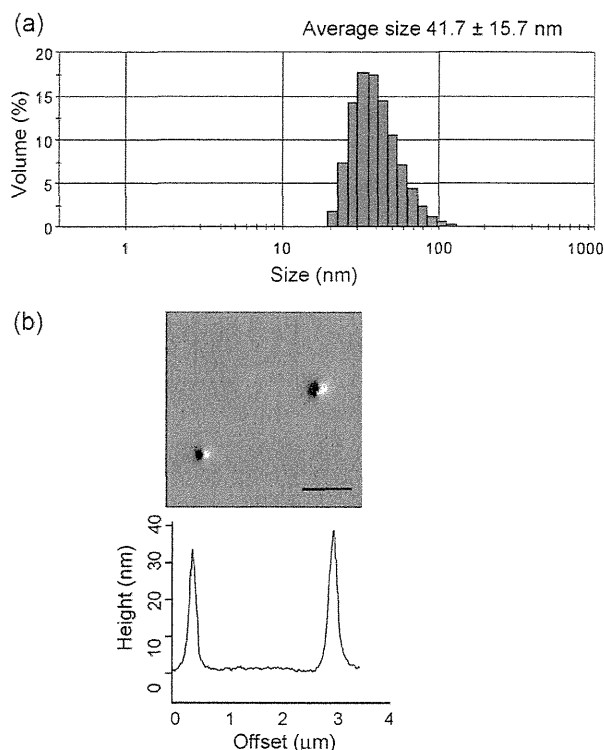 (a)
Average size 41.7 ± 15.7 nm
20
15
10
5
0
Volume (%)
1 10 100 1000
Size (nm)
(b)
40
30
20
10
0
Height (nm)
0 1 2 3 4
Offset (μm)